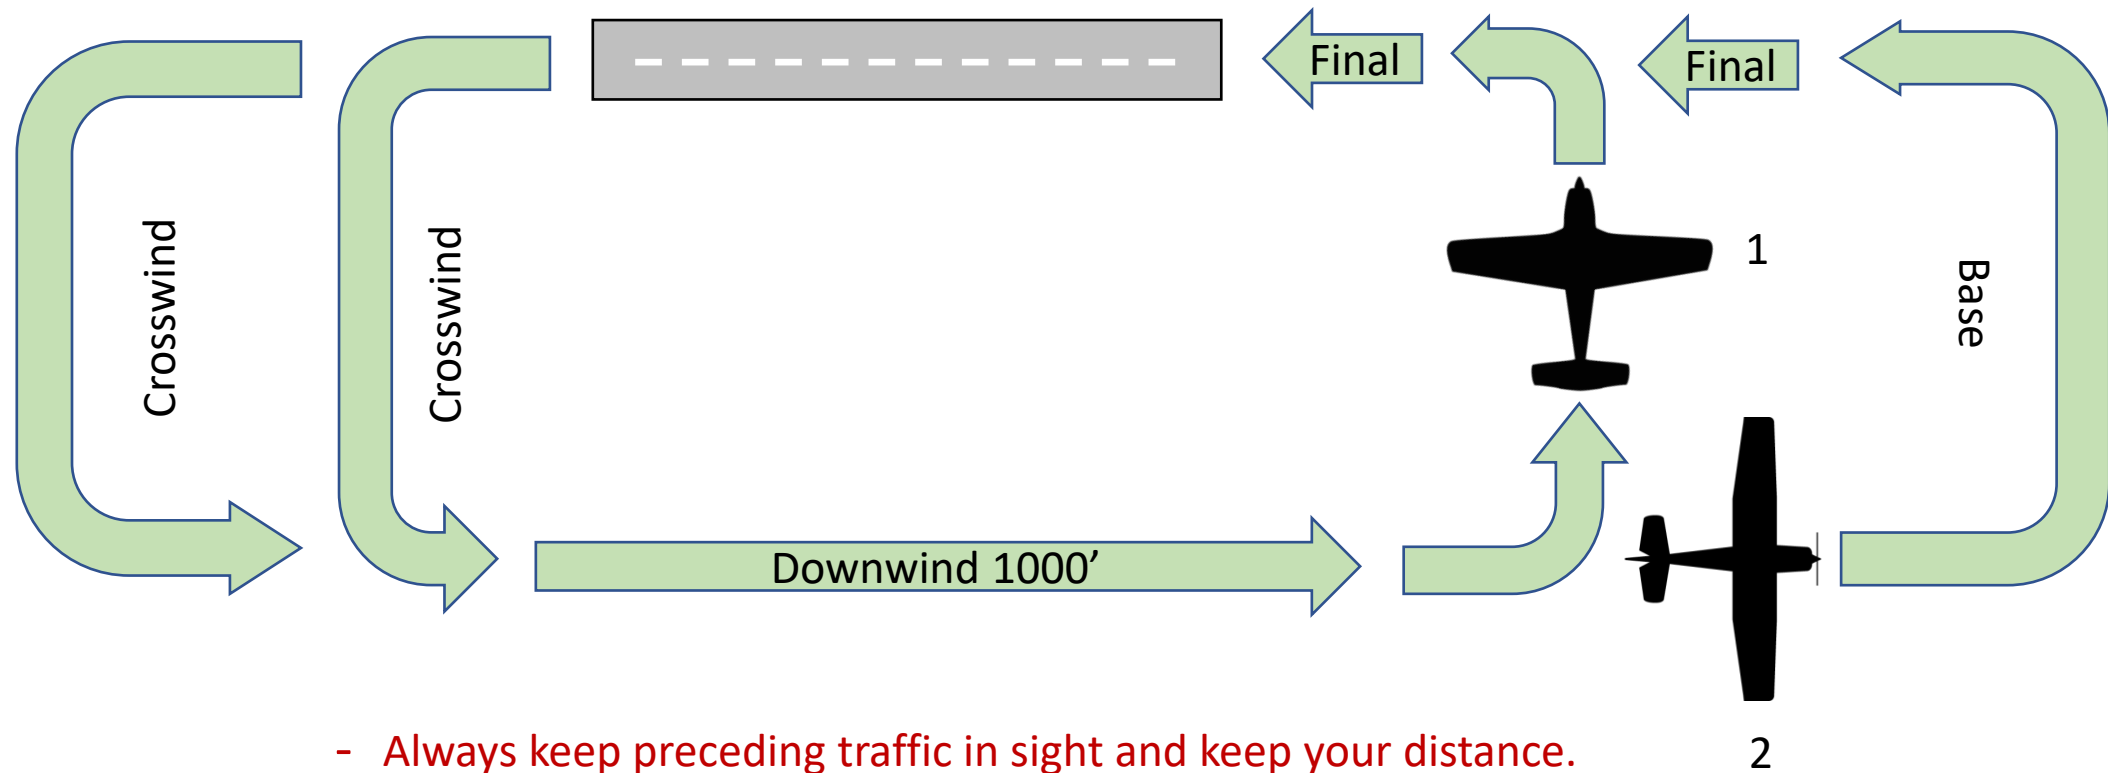 Final
Final
Crosswind
Crosswind
1
Base
Downwind 1000’
- Always keep preceding traffic in sight and keep your distance.
2